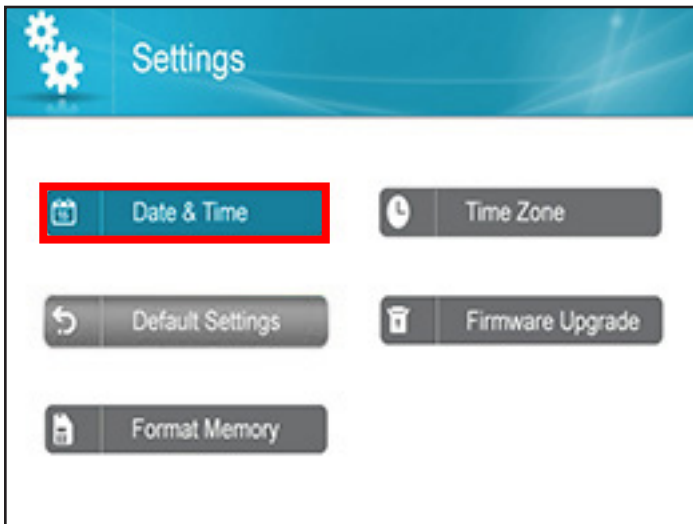 Settings
Date & Time
Time Zone
Default Settings
Firmware Upgrade
Format Memory